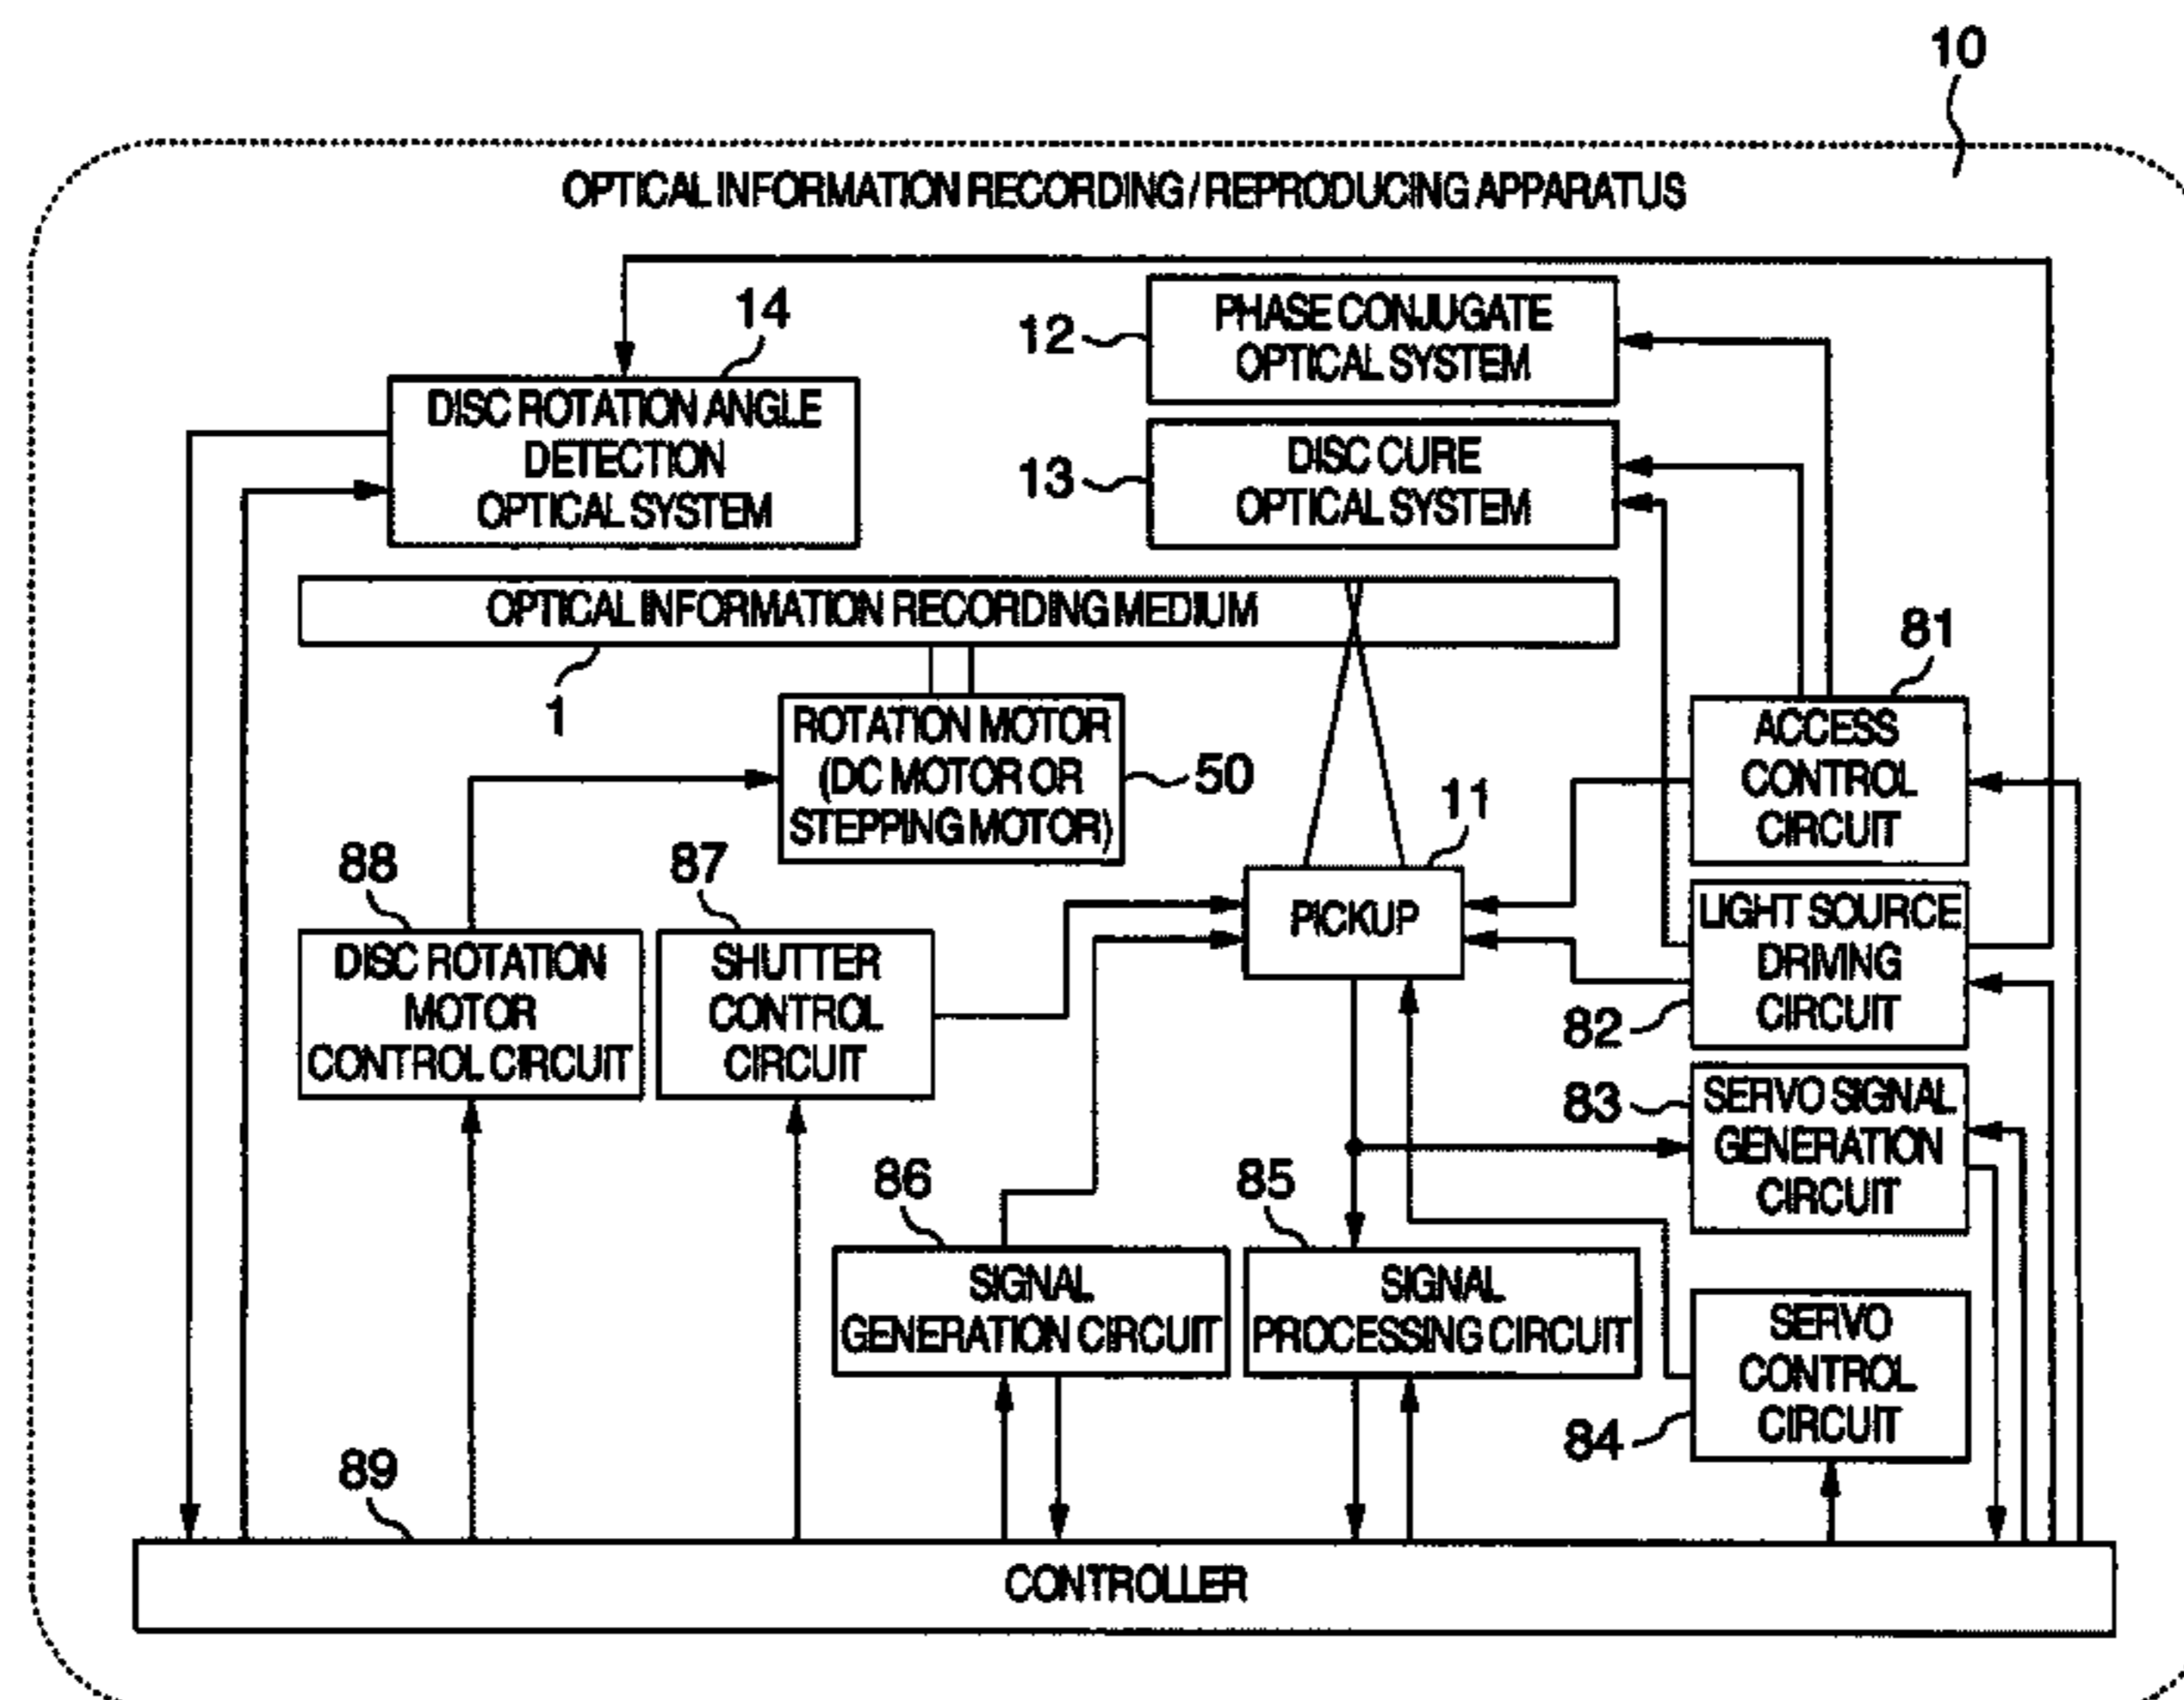 10
OPTICAL INFORMATION RECORDING / REPRODUCING APPARATUS
14
DISC ROTATION ANGLE
DETECTION
OPTICAL SYSTEM
12
PHASE CONJUGATE
OPTICAL SYSTEM
13
DISC CURE
OPTICAL SYSTEM
OPTICAL INFORMATION RECORDING MEDIUM
1
ROTATION MOTOR
(DC MOTOR OR
STEPPING MOTOR)
50
11
PICKUP
81
ACCESS
CONTROL
CIRCUIT
88
DISC ROTATION
MOTOR
CONTROL CIRCUIT
87
SHUTTER
CONTROL
CIRCUIT
LIGHT SOURCE
DRIVING
CIRCUIT
82
83
SERVO SIGNAL
GENERATION
CIRCUIT
86
SIGNAL
GENERATION CIRCUIT
85
SIGNAL
PROCESSING CIRCUIT
SERVO
CONTROL
CIRCUIT
84
89
CONTROLLER